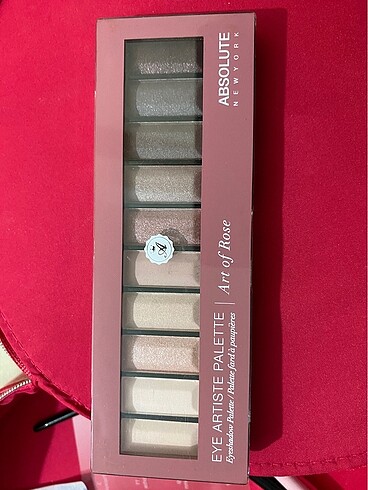 ABSOLUTE
NEW YORK
EYE ARTISTE PALETTE | Art of Rose
Eyeshadow Palette / Palette fard à paupières
A